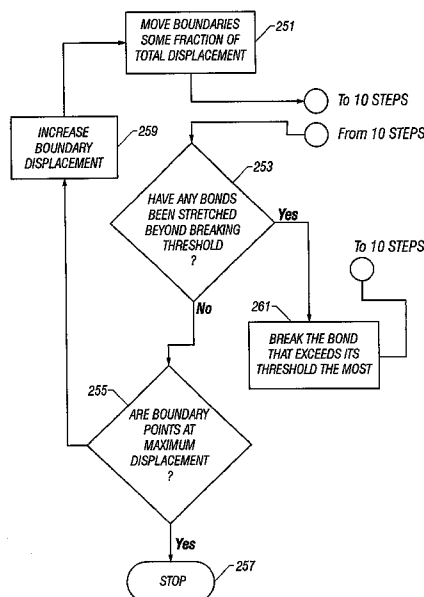 MOVE BOUNDARIES
SOME FRACTION OF
TOTAL DISPLACEMENT
251
To 10 STEPS
From 10 STEPS
INCREASE
BOUNDARY
DISPLACEMENT
259
253
HAVE ANY BONDS
BEEN STRETCHED
BEYOND BREAKING
THRESHOLD
?
Yes
No
To 10 STEPS
261
BREAK THE BOND
THAT EXCEEDS ITS
THRESHOLD THE MOST
255
ARE BOUNDARY
POINTS AT
MAXIMUM
DISPLACEMENT
?
Yes
STOP
257